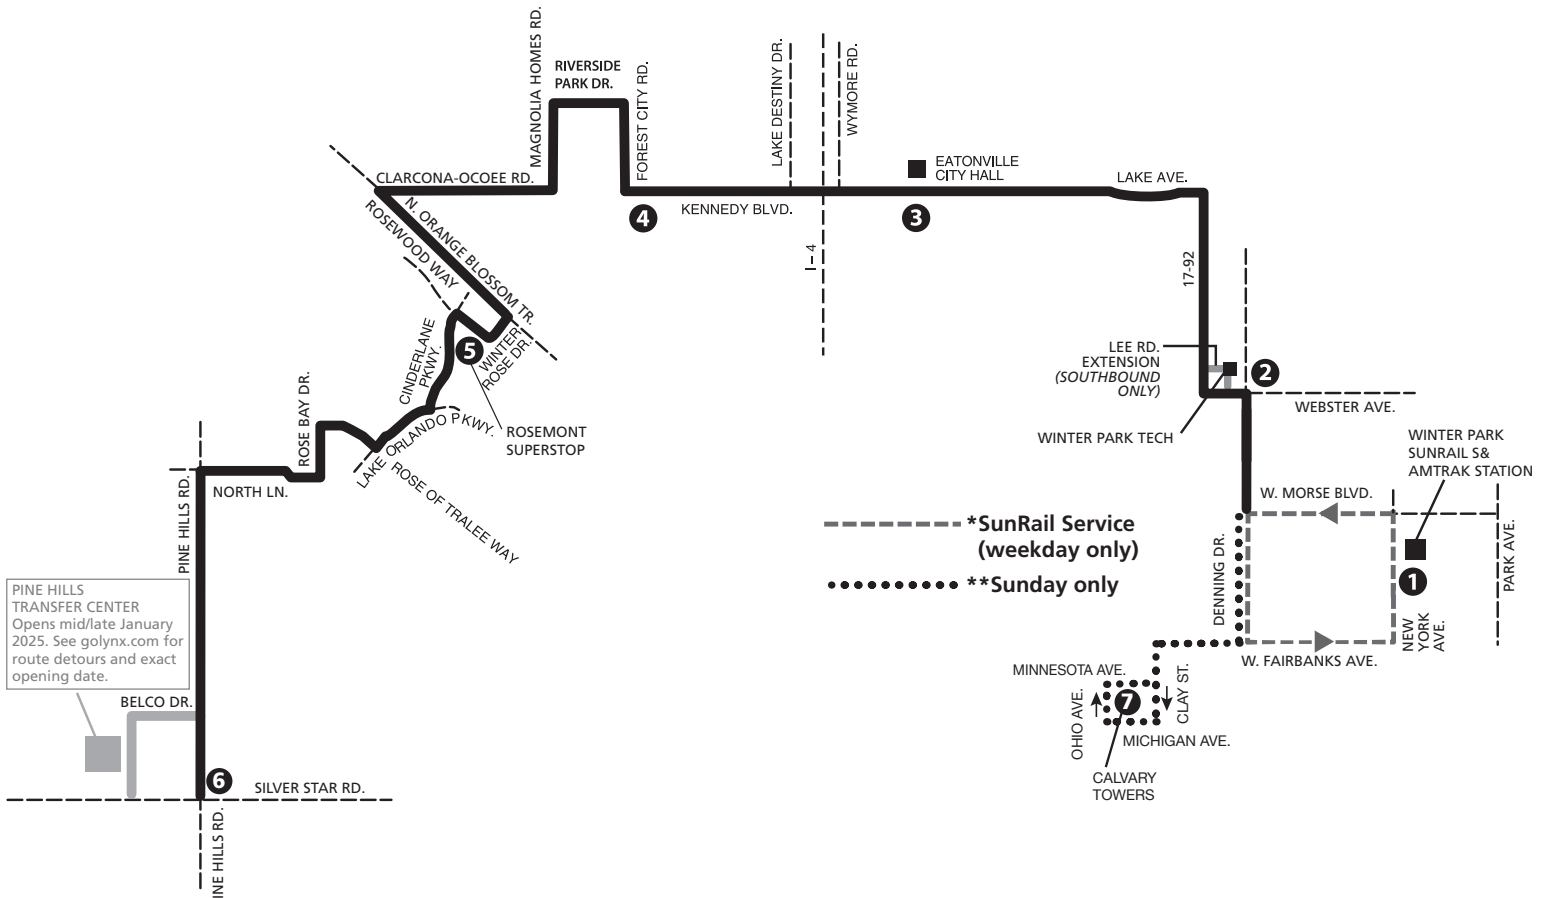 MAGNOLIA HOMES RD.
RIVERSIDE
PARK DR.
FOREST CITY RD.
LAKE DESTINY DR.
WYMORE RD.
EATONVILLE
CITY HALL
LAKE AVE.
CLARCONA-OCOEE RD.
KENNEDY BLVD.
4
3
I-4
17-92
N. ORANGE BLOSSOM TR.
ROSEWOOD WAY
CINDERLANE
PKWY.
5
WINTER
ROSE DR.
LEE RD.
EXTENSION
(SOUTHBOUND
ONLY)
2
WEBSTER AVE.
WINTER PARK TECH
ROSE BAY DR.
LAKE ORLANDO PKWY.
ROSEMONT
SUPERSTOP
ROSE OF TRALEE WAY
WINTER PARK
SUNRAIL S&
AMTRAK STATION
NORTH LN.
PINE HILLS RD.
W. MORSE BLVD.
*SunRail Service
(weekday only)
**Sunday only
DENNING DR.
1
PARK AVE.
NEW
YORK
AVE.
W. FAIRBANKS AVE.
PINE HILLS
TRANSFER CENTER
Opens mid/late January
2025. See golynx.com for
route detours and exact
opening date.
BELCO DR.
MINNESOTA AVE.
OHIO AVE.
7
CLAY ST.
MICHIGAN AVE.
CALVARY
TOWERS
6
SILVER STAR RD.
INE HILLS RD.